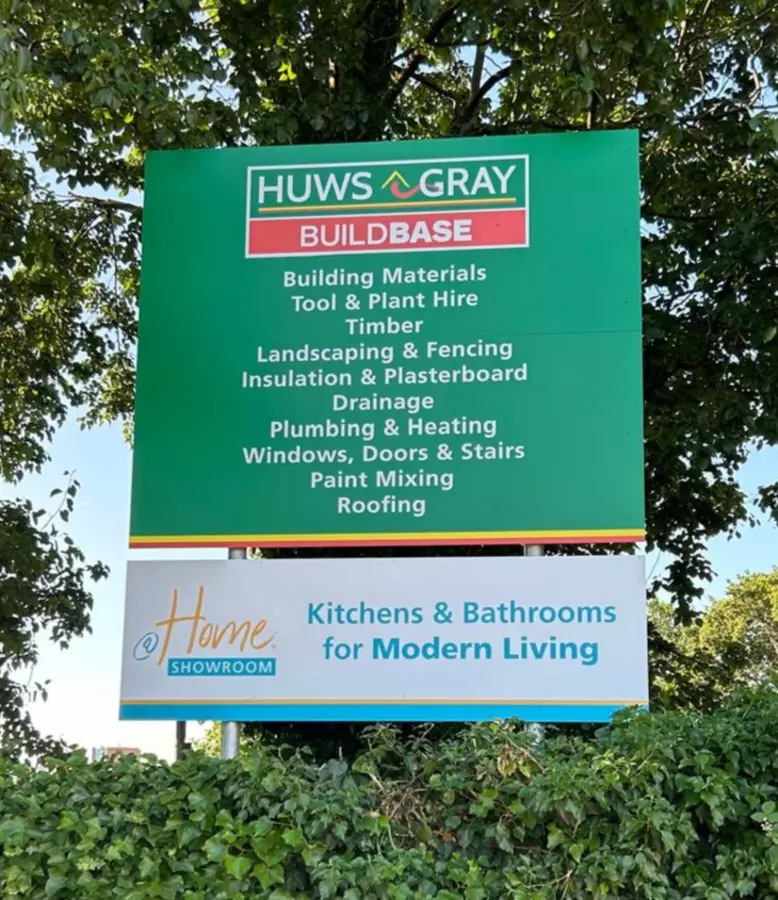 HUWS GRAY
BUILDBASE
Building Materials
Tool & Plant Hire
Timber
Landscaping & Fencing
Insulation & Plasterboard
Drainage
Plumbing & Heating
Windows, Doors & Stairs
Paint Mixing
Roofing
@Home
SHOWROOM
Kitchens & Bathrooms
for Modern Living